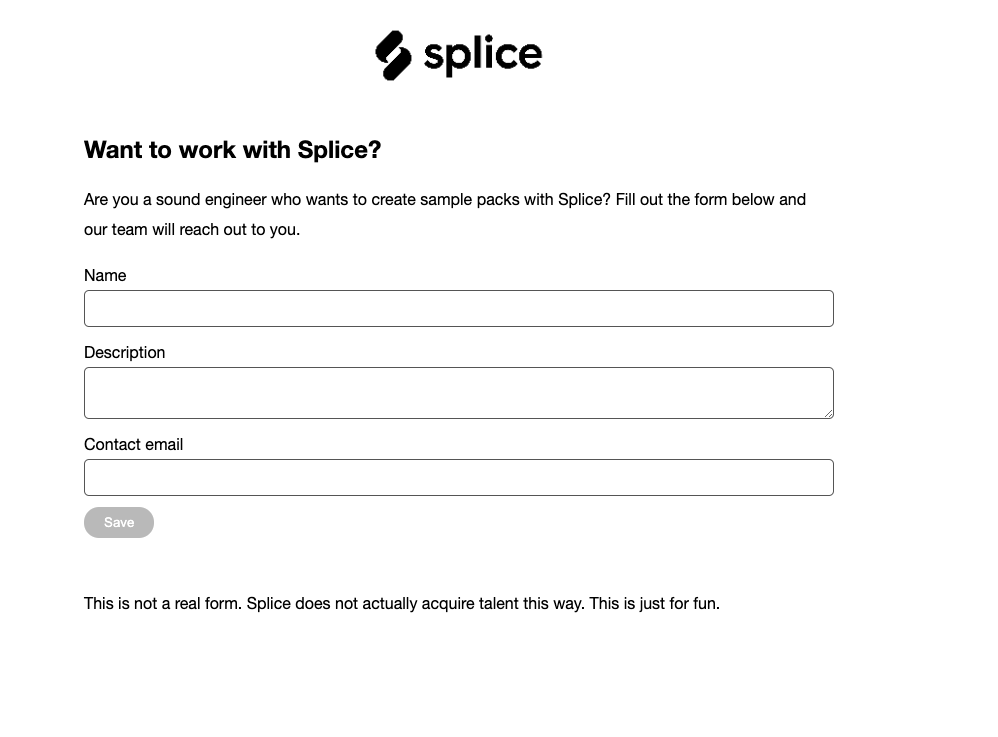 splice
Want to work with Splice?
Are you a sound engineer who wants to create sample packs with Splice? Fill out the form below and
our team will reach out to you.
Name
Description
Contact email
Save
This is not a real form. Splice does not actually acquire talent this way. This is just for fun.